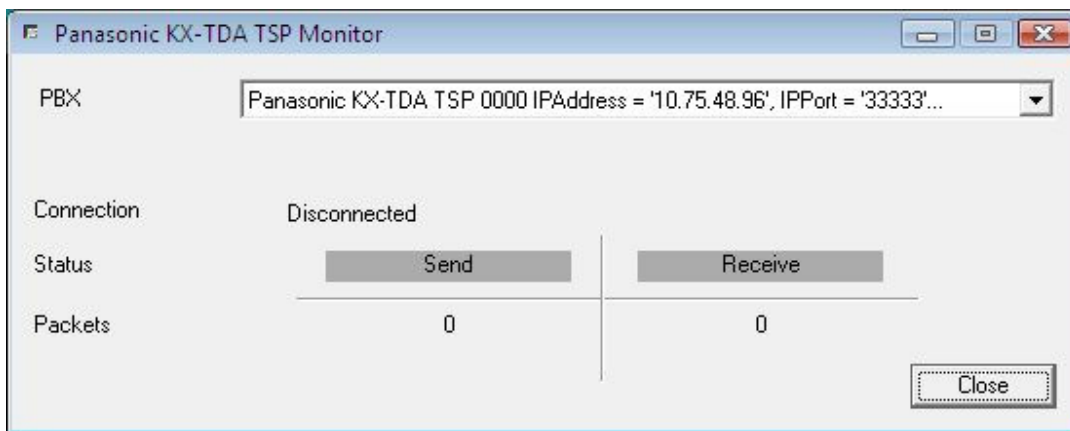 Panasonic KX-TDA TSP Monitor
PBX Panasonic KX-TDA TSP 0000 IPAddress = '10.75.48.96', IPPort = '33333'...
Connection Disconnected
Status Send Receive
Packets 0 0
Close